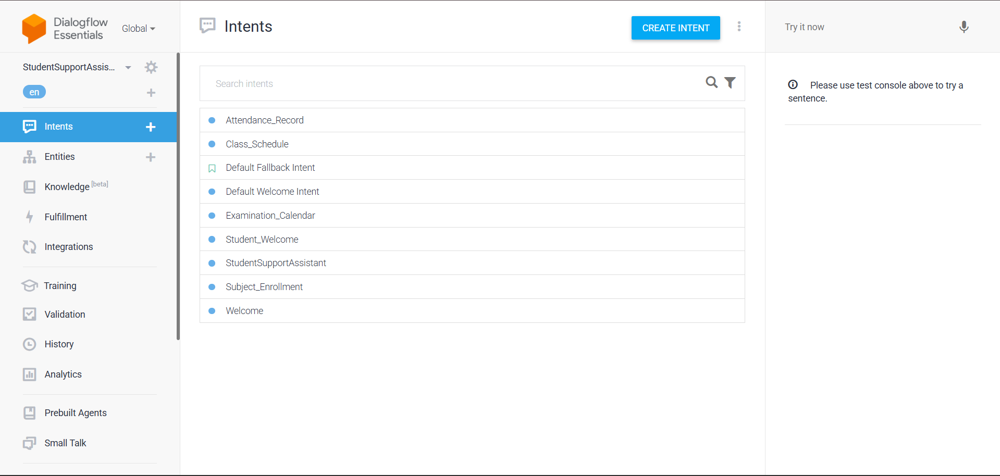 Dialogflow
Essentials
Global
StudentSupportAssis...
en
Intents
Entities
Knowledge [beta]
Fulfillment
Integrations
Training
Validation
History
Analytics
Prebuilt Agents
Small Talk
Intents
CREATE INTENT
Search intents
Attendance_Record
Class_Schedule
Default Fallback Intent
Default Welcome Intent
Examination_Calendar
Student_Welcome
StudentSupportAssistant
Subject_Enrollment
Welcome
Try it now
Please use test console above to try a
sentence.